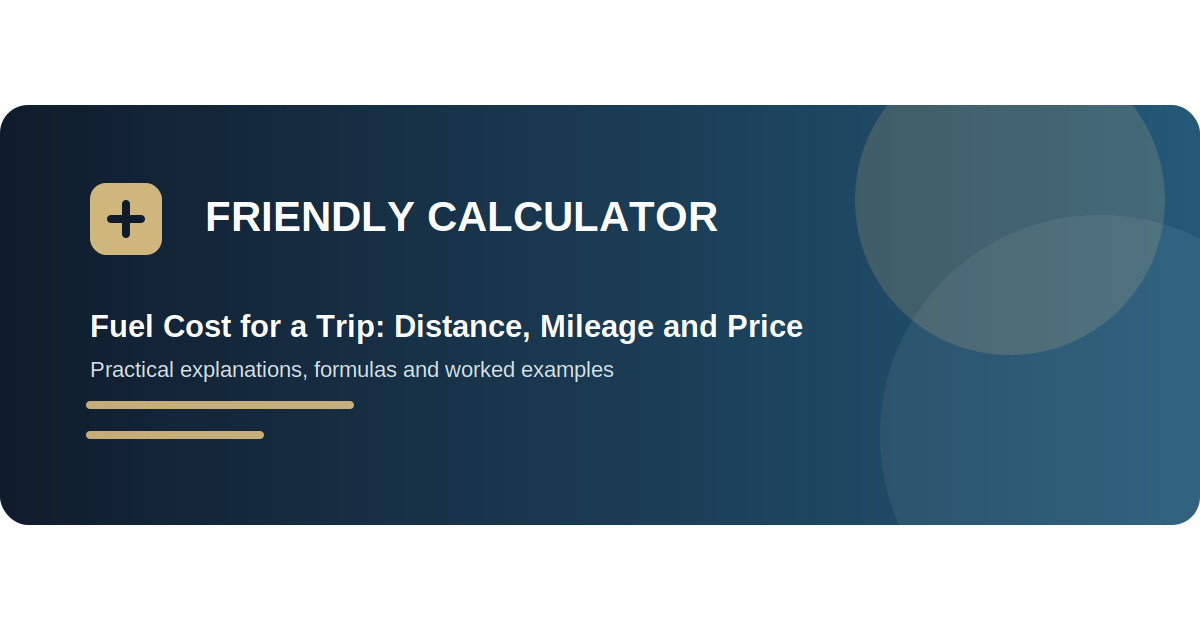 FRIENDLY CALCULATOR
Fuel Cost for a Trip: Distance, Mileage and Price
Practical explanations, formulas and worked examples